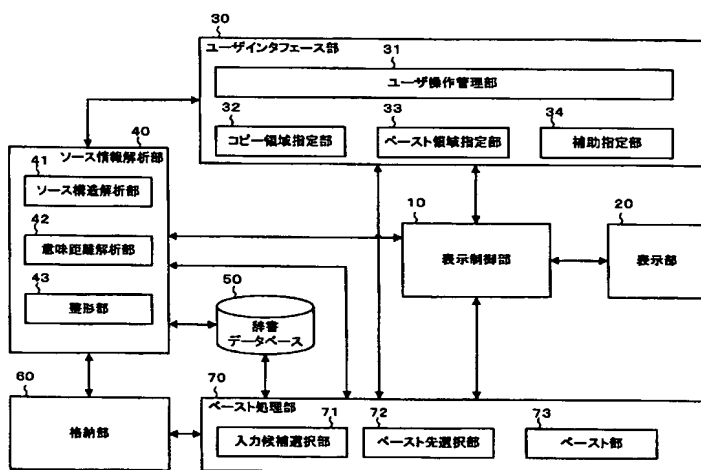 30
ユーザインタフェース部
31
ユーザ操作管理部
32
33
34
コピー領域指定部
ペースト領域指定部
補助指定部
40
ソース情報解析部
41
ソース構造解析部
42
意味距離解析部
43
整形部
10
表示制御部
20
表示部
50
辞書
データベース
60
格納部
70
ペースト処理部
71
72
73
入力候補選択部
ペースト先選択部
ペースト部